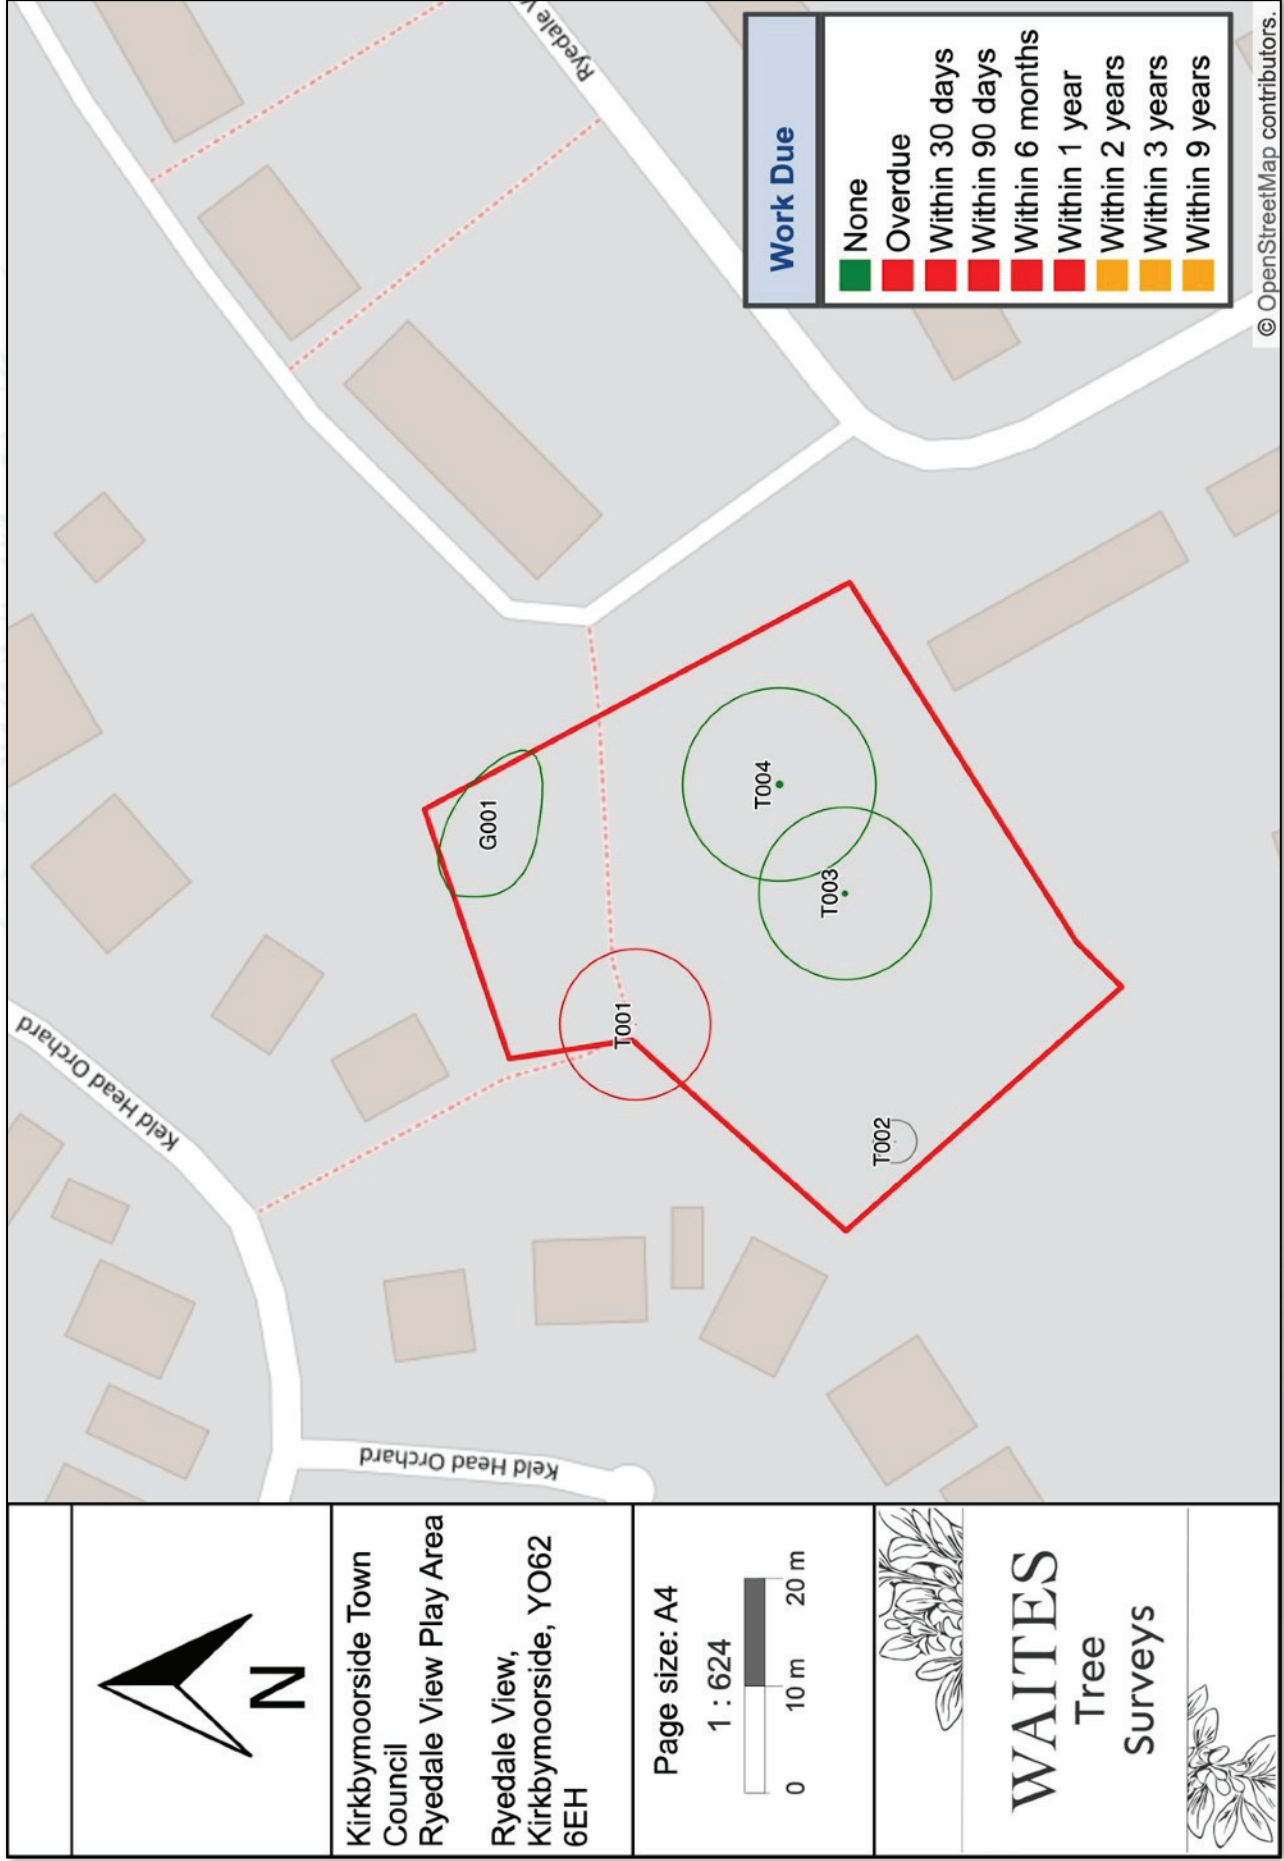 Kirkbymoorside Town
Council
Ryedale View Play Area
Ryedale View,
Kirkbymoorside, YO62
6EH
N
Page size: A4
1 : 624
0
10 m
20 m
WAITES
Tree
Surveys
Keld Head Orchard
Keld Head Orchard
Ryedale V
G001
T001
T002
T003
T004
Work Due
None
Overdue
Within 30 days
Within 90 days
Within 6 months
Within 1 year
Within 2 years
Within 3 years
Within 9 years
© OpenStreetMap contributors.